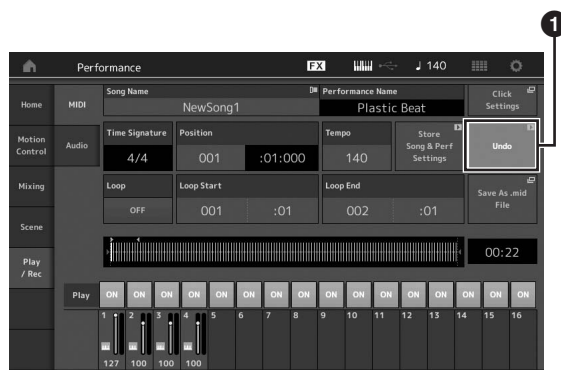 1
Performance FX 140
Home MIDI Song Name NewSong1 Performance Name Plastic Beat Click Settings
Motion Control Audio Time Signature 4/4 Position 001 :01:000 Tempo 140 Store Song & Perf Settings Undo
Mixing Loop OFF Loop Start 001 :01 Loop End 002 :01 Save As .mid File
Scene
Play / Rec 00:22
Play ON ON ON ON ON ON ON ON ON ON ON ON ON ON ON ON
1 2 3 4 5 6 7 8 9 10 11 12 13 14 15 16
127 100 100 100